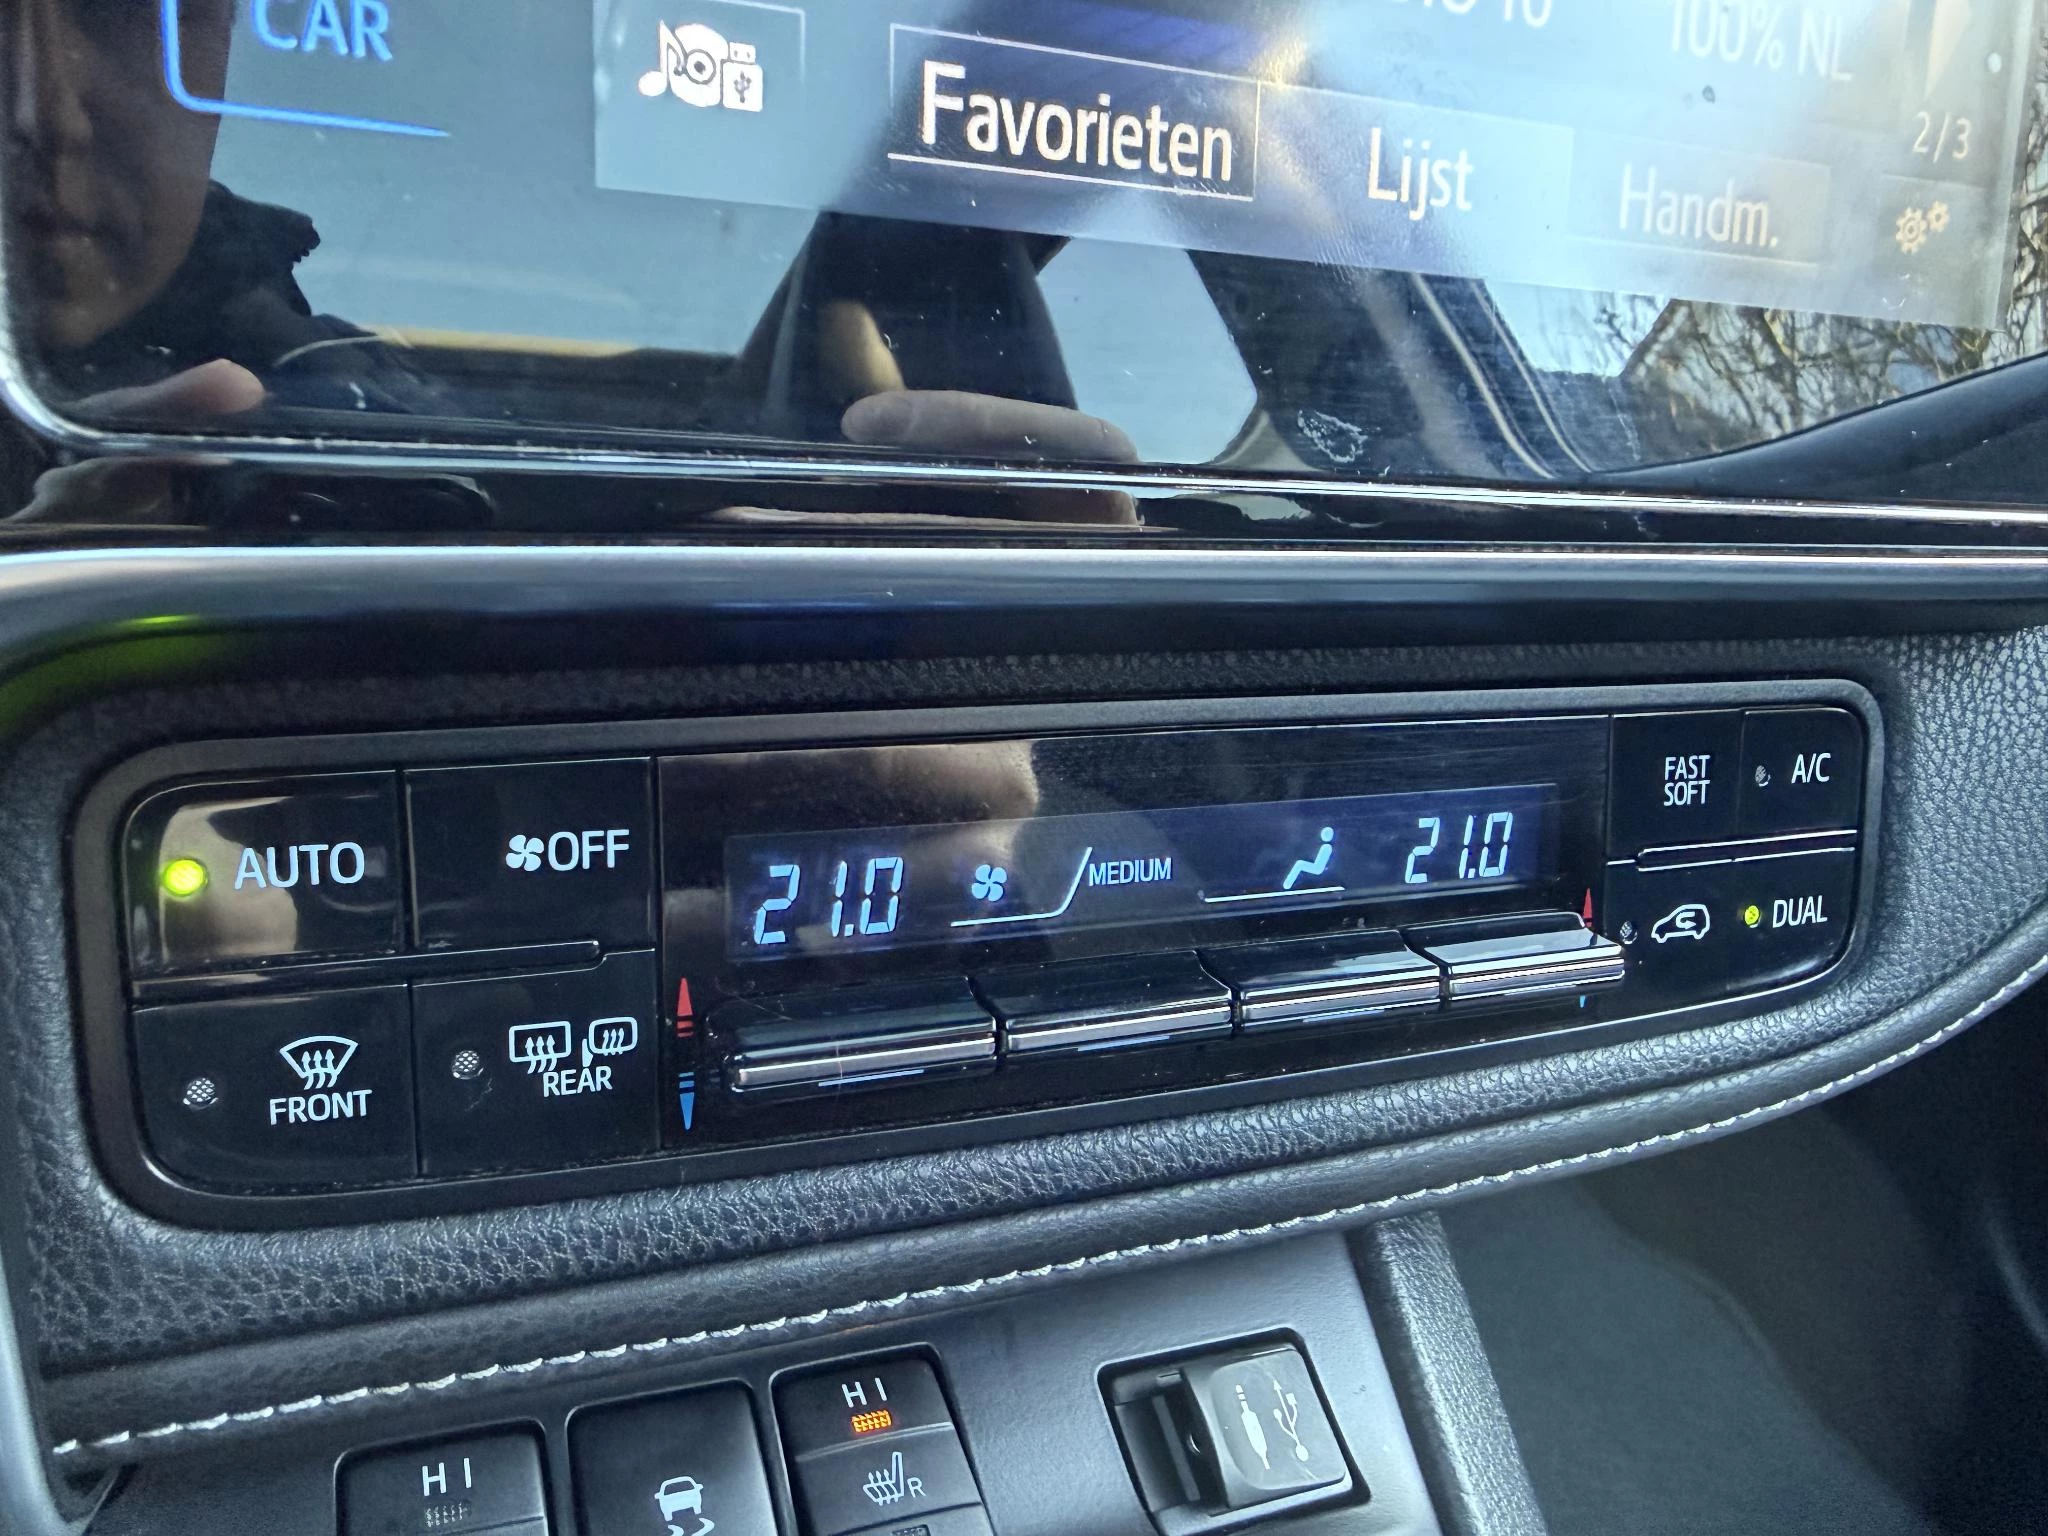 CAR
100% NL
Favorieten
Lijst
Handm.
2/3
AUTO
OFF
21.0
MEDIUM
21.0
FAST
SOFT
A/C
DUAL
FRONT
REAR
HI
HI
R